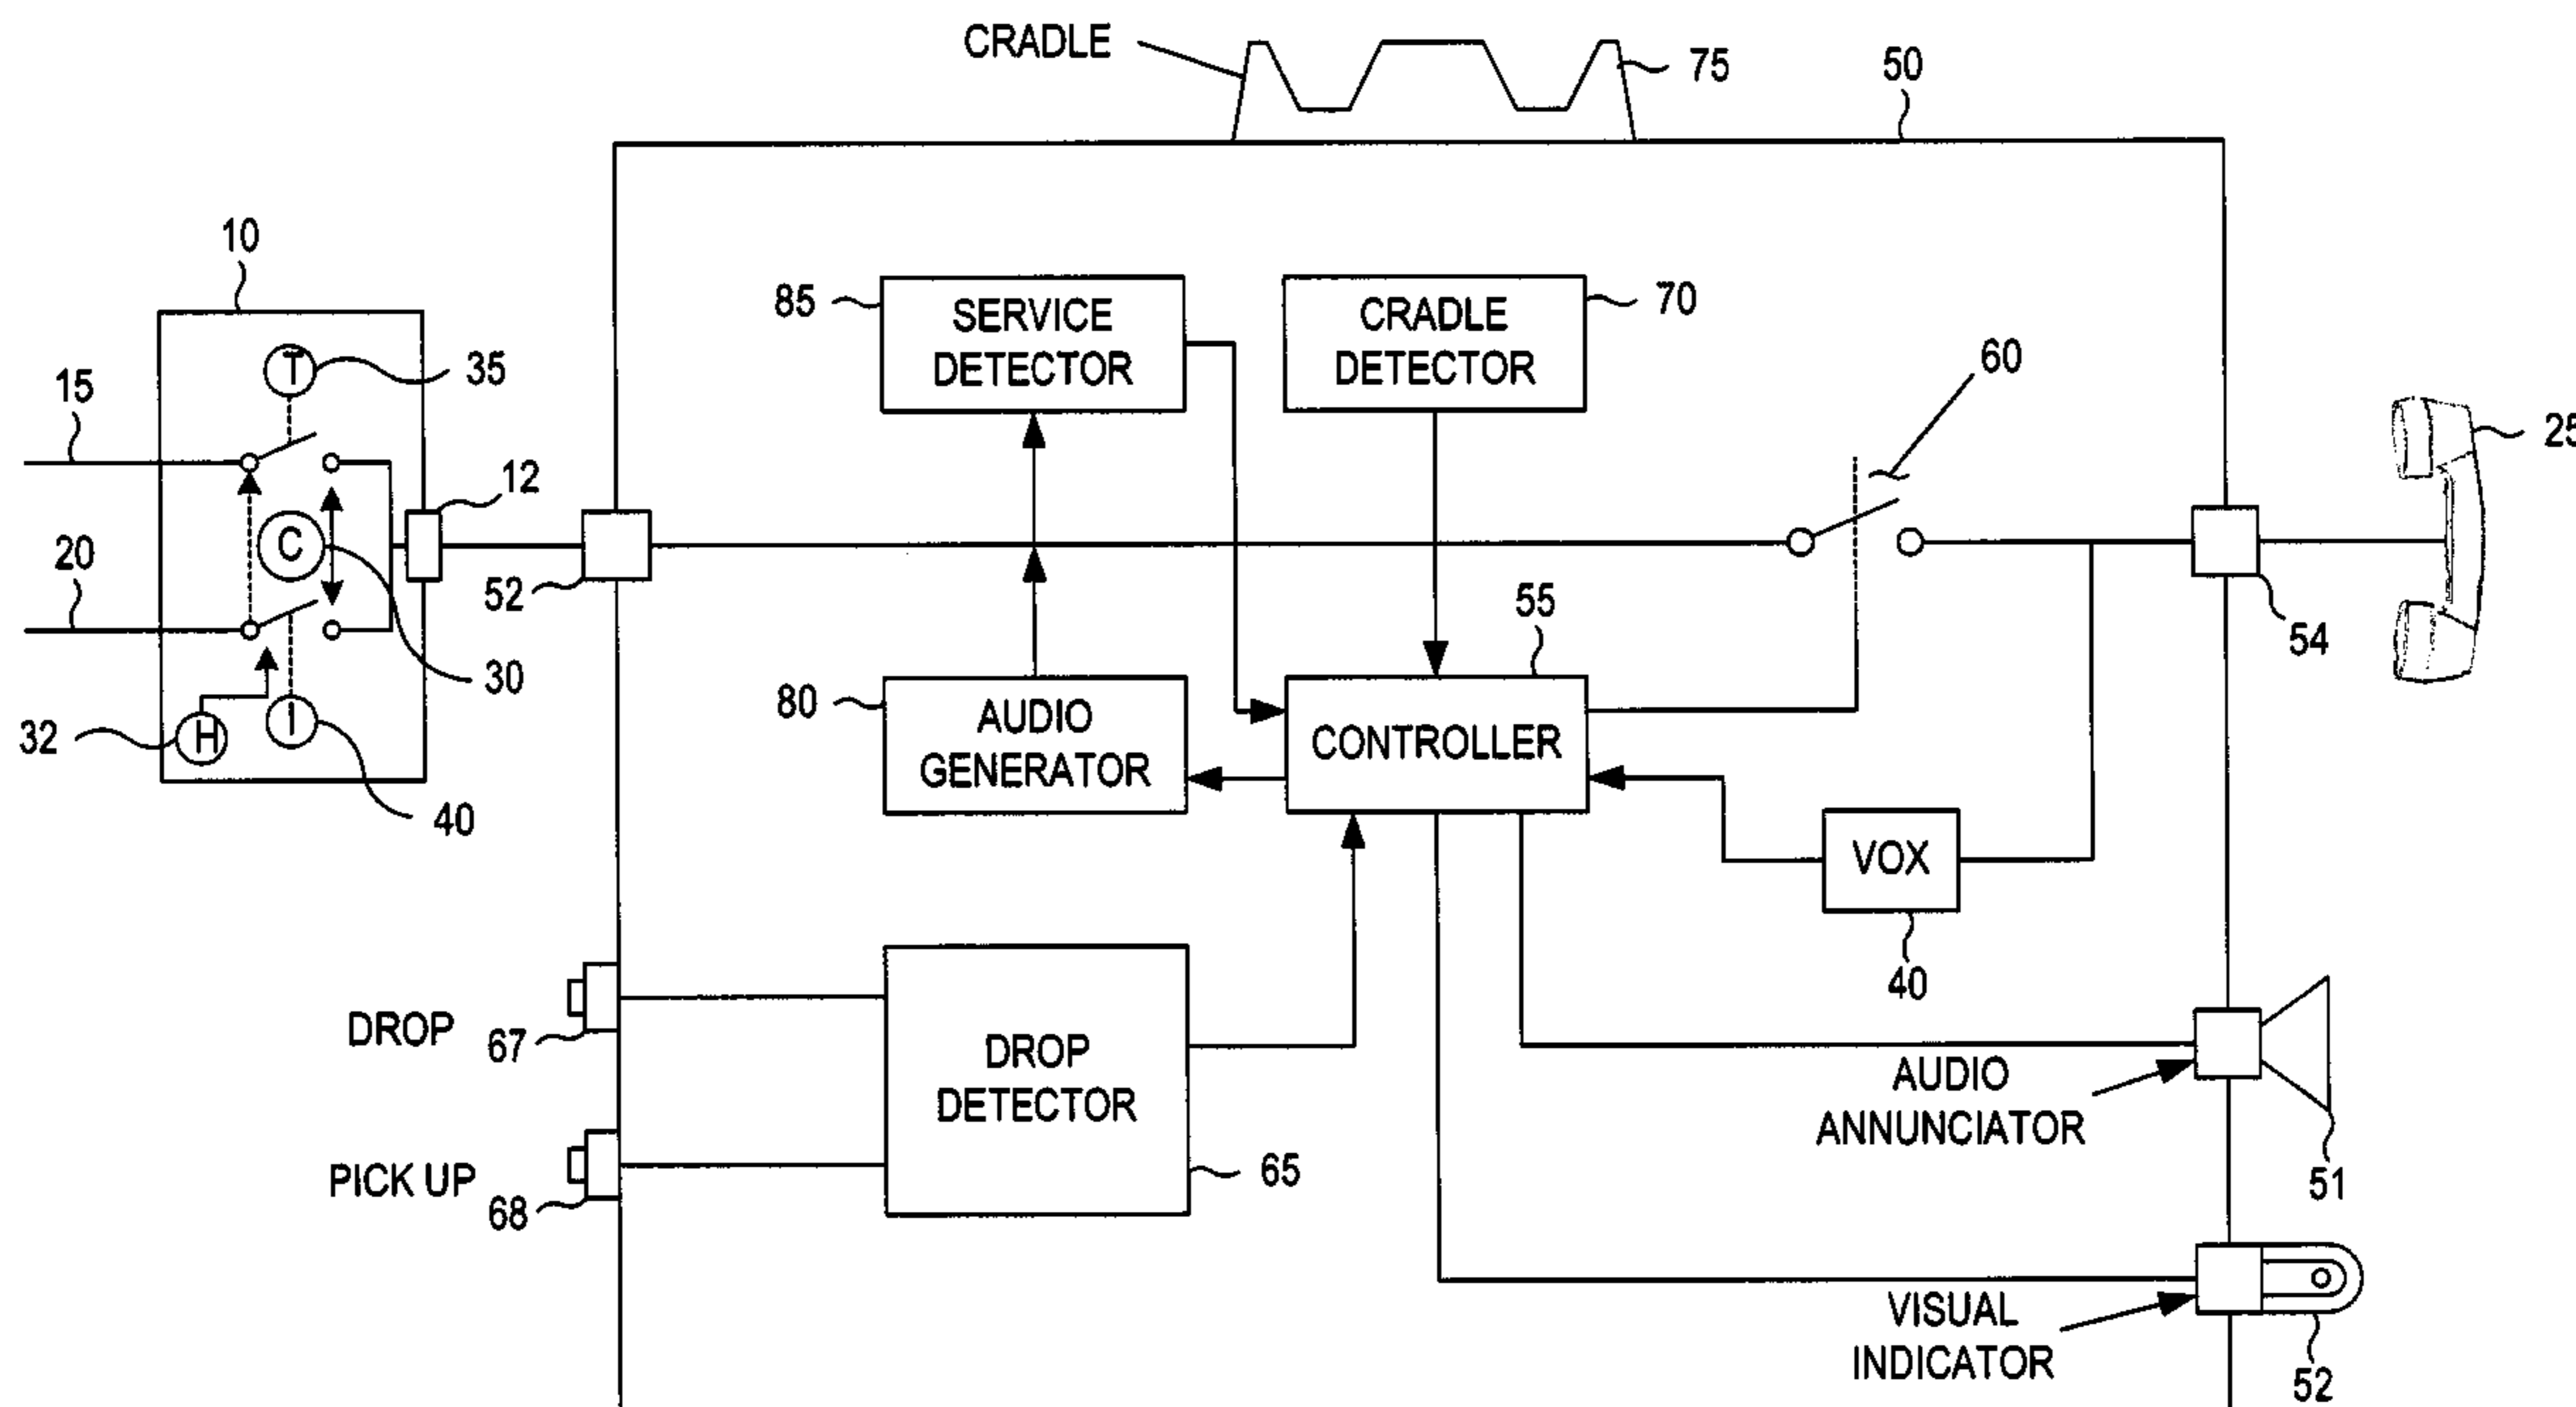 CRADLE
75
50
10
85
SERVICE
DETECTOR
CRADLE
DETECTOR
70
60
T
35
15
25
12
C
20
52
30
55
54
80
AUDIO
GENERATOR
CONTROLLER
32
H
I
40
VOX
40
DROP
67
DROP
DETECTOR
AUDIO
ANNUNCIATOR
PICK UP
68
65
51
VISUAL
INDICATOR
52